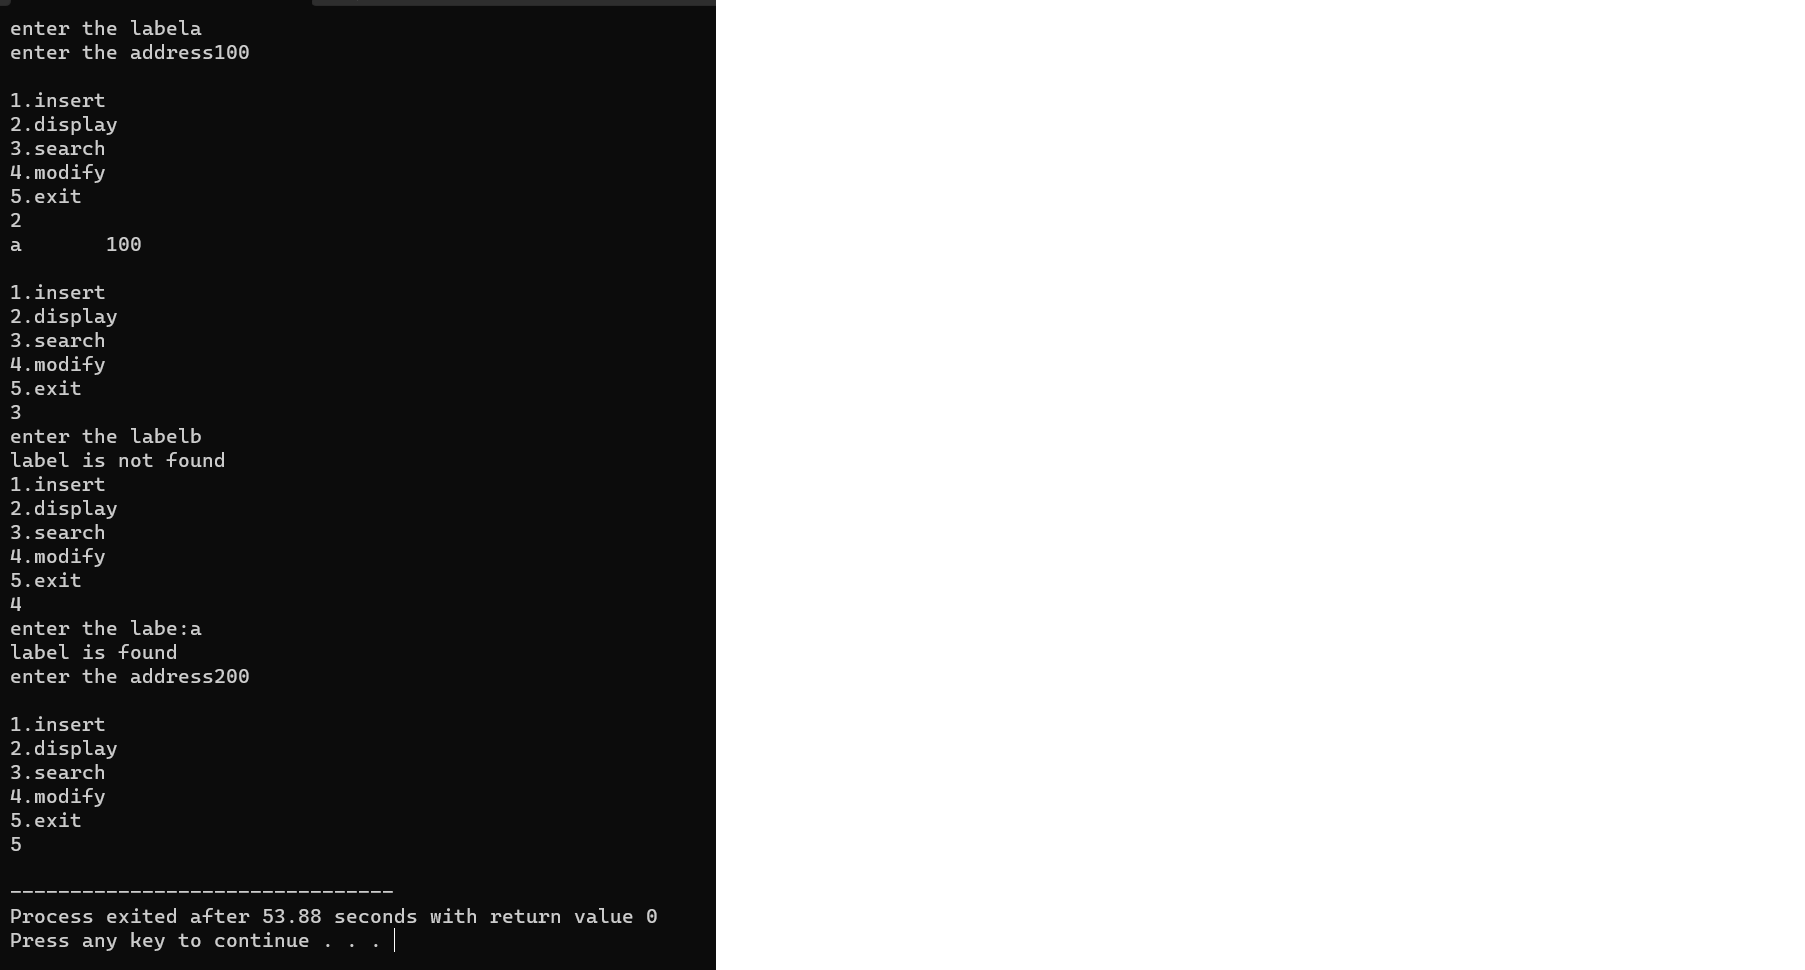 enter the labela
enter the address100
1.insert
2.display
3.search
4.modify
5.exit
2
a       100
1.insert
2.display
3.search
4.modify
5.exit
3
enter the labelb
label is not found
1.insert
2.display
3.search
4.modify
5.exit
4
enter the labe:a
label is found
enter the address200
1.insert
2.display
3.search
4.modify
5.exit
5
--------------------------------
Process exited after 53.88 seconds with return value 0
Press any key to continue . . .